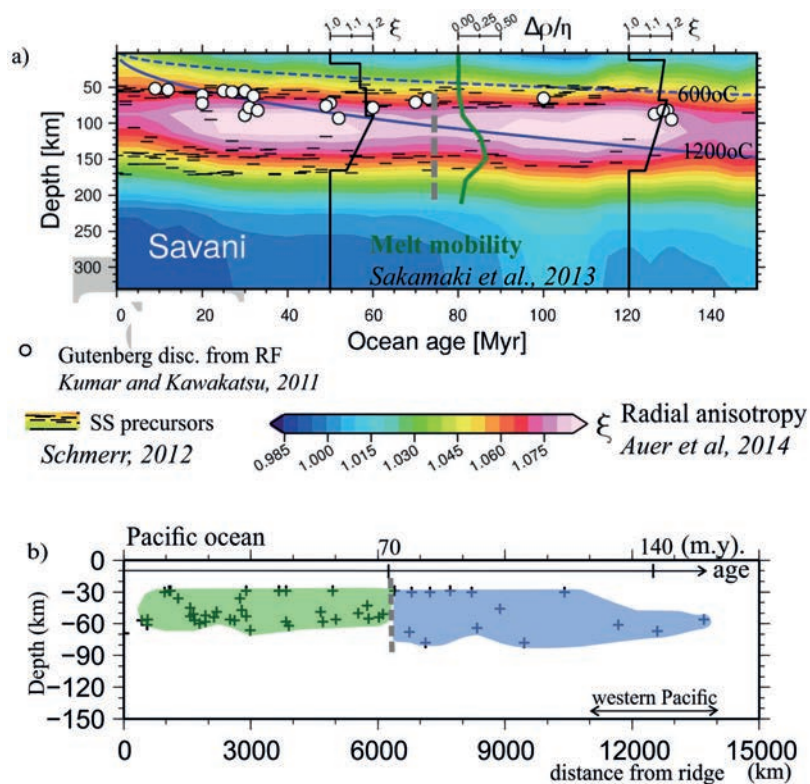 1.0 1.1 1.2 ξ
0.00 0.25 0.50 Δρ/η
1.0 1.1 1.2 ξ
a)
Depth [km]
50
100
150
200
250
300
600oC
1200oC
Savani
Melt mobility
Sakamaki et al., 2013
0 20 40 60 80 100 120 140
Ocean age [Myr]
Gutenberg disc. from RF
Kumar and Kawakatsu, 2011
SS precursors
Schmerr, 2012
0.985 1.000 1.015 1.030 1.045 1.060 1.075
ξ Radial anisotropy
Auer et al, 2014
b)
Pacific ocean 70 140 (m.y).
age
Depth (km)
0
−30
−60
−90
−120
−150
western Pacific
0 3000 6000 9000 12000 15000
distance from ridge (km)